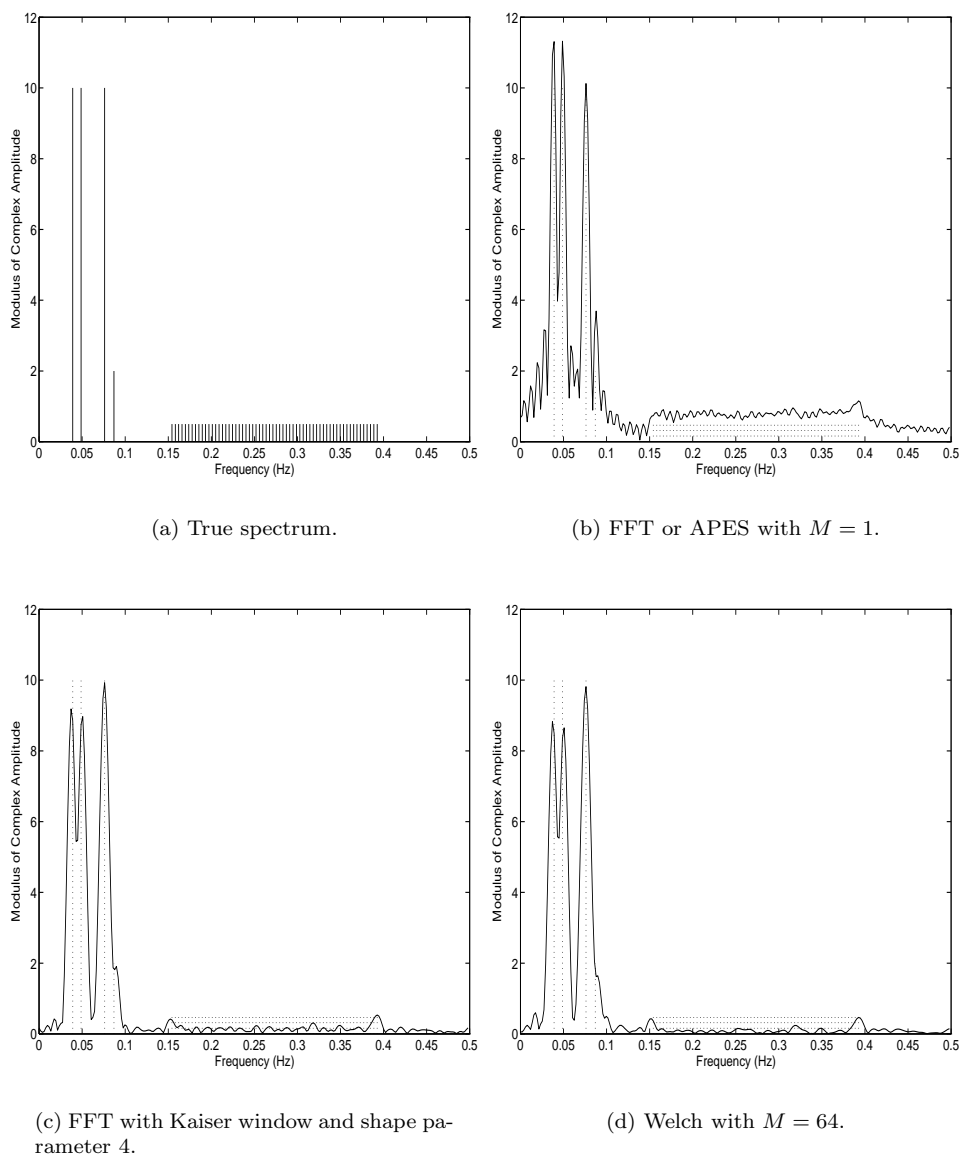 12
10
8
6
4
2
0
Modulus of Complex Amplitude
0 0.05 0.1 0.15 0.2 0.25 0.3 0.35 0.4 0.45 0.5
Frequency (Hz)
(a) True spectrum.
12
10
8
6
4
2
0
Modulus of Complex Amplitude
0 0.05 0.1 0.15 0.2 0.25 0.3 0.35 0.4 0.45 0.5
Frequency (Hz)
(b) FFT or APES with M = 1.
12
10
8
6
4
2
0
Modulus of Complex Amplitude
0 0.05 0.1 0.15 0.2 0.25 0.3 0.35 0.4 0.45 0.5
Frequency (Hz)
(c) FFT with Kaiser window and shape pa-
rameter 4.
12
10
8
6
4
2
0
Modulus of Complex Amplitude
0 0.05 0.1 0.15 0.2 0.25 0.3 0.35 0.4 0.45 0.5
Frequency (Hz)
(d) Welch with M = 64.